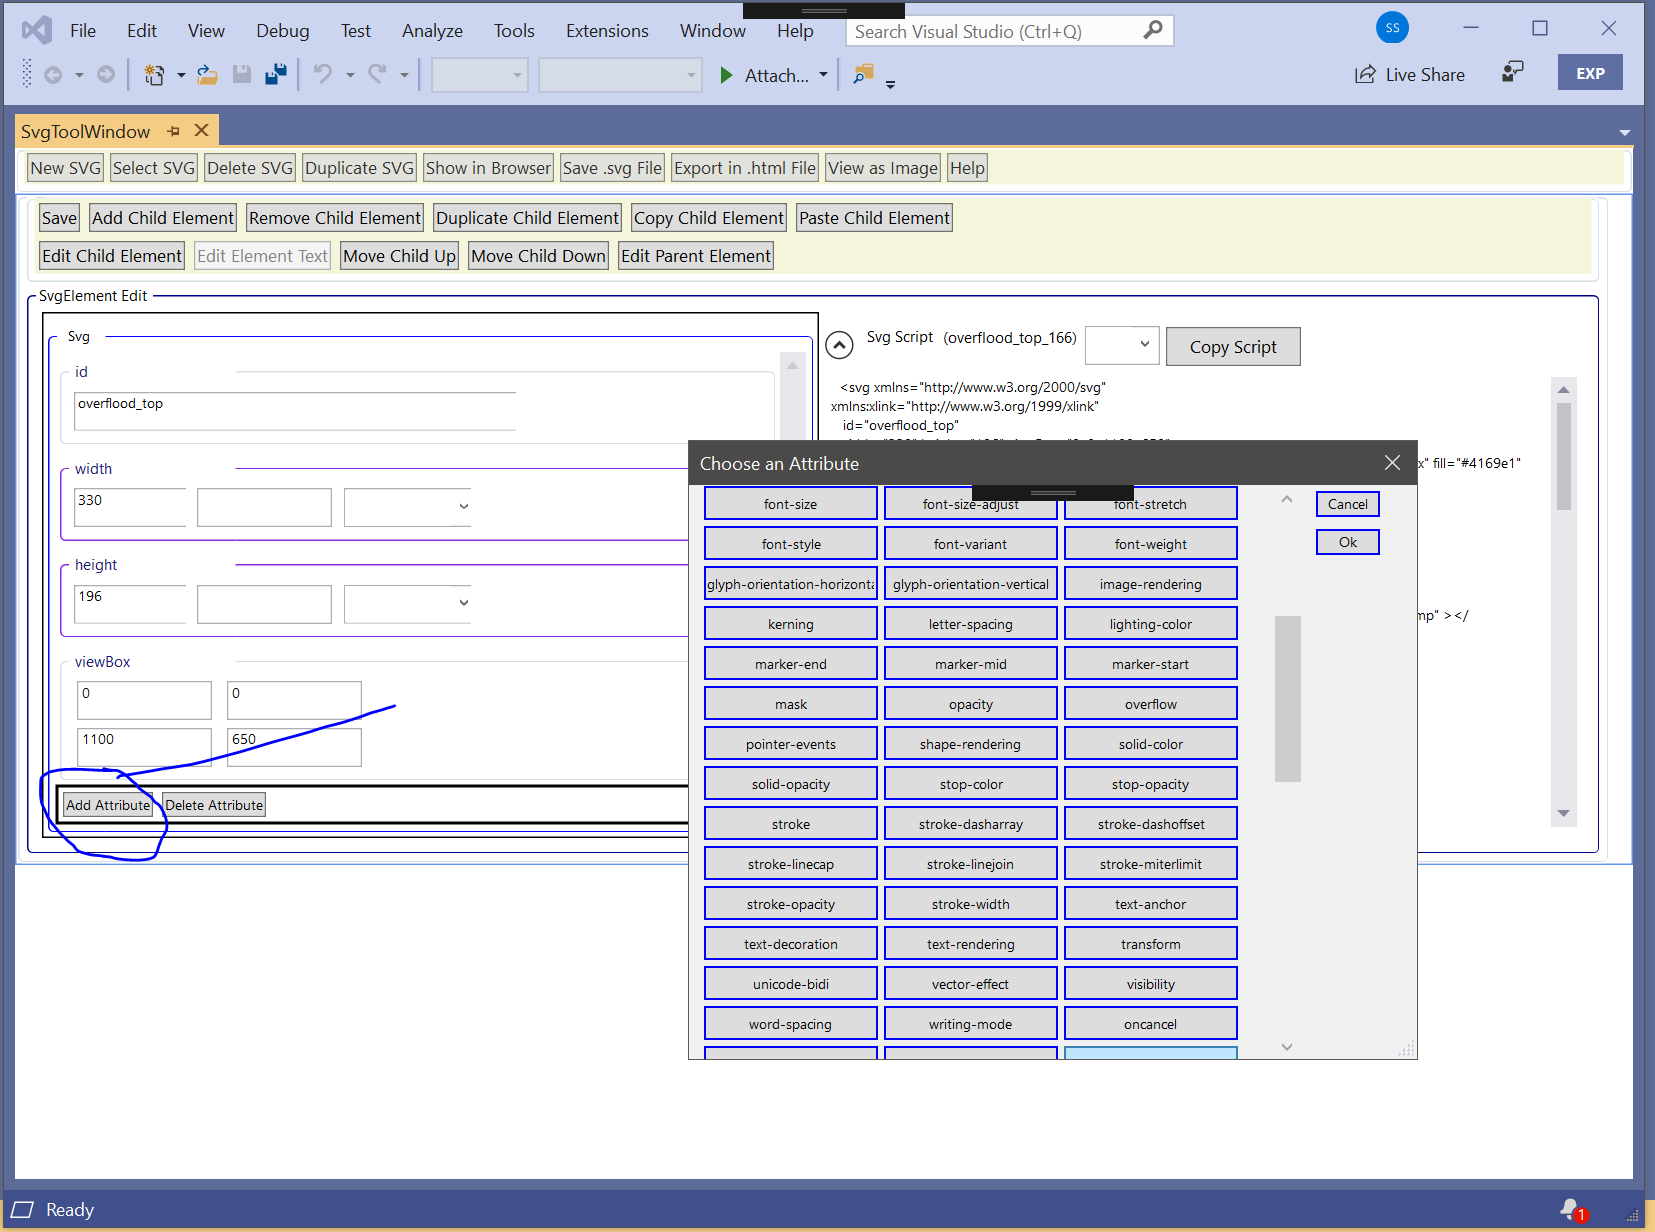 File Edit View Debug Test Analyze Tools Extensions Window Help Search Visual Studio (Ctrl+Q) SS
Attach... Live Share EXP
SvgToolWindow
New SVG Select SVG Delete SVG Duplicate SVG Show in Browser Save .svg File Export in .html File View as Image Help
Save Add Child Element Remove Child Element Duplicate Child Element Copy Child Element Paste Child Element
Edit Child Element Edit Element Text Move Child Up Move Child Down Edit Parent Element
SvgElement Edit
Svg
id
overflood_top
width
330
height
196
viewBox
0 0
1100 650
Add Attribute Delete Attribute
Svg Script (overflood_top_166) Copy Script
<svg xmlns="http://www.w3.org/2000/svg"
xmlns:xlink="http://www.w3.org/1999/xlink"
id="overflood_top"
x" fill="#4169e1"
mp" ></
Choose an Attribute
font-size font-size-adjust font-stretch Cancel
font-style font-variant font-weight Ok
glyph-orientation-horizonta glyph-orientation-vertical image-rendering
kerning letter-spacing lighting-color
marker-end marker-mid marker-start
mask opacity overflow
pointer-events shape-rendering solid-color
solid-opacity stop-color stop-opacity
stroke stroke-dasharray stroke-dashoffset
stroke-linecap stroke-linejoin stroke-miterlimit
stroke-opacity stroke-width text-anchor
text-decoration text-rendering transform
unicode-bidi vector-effect visibility
word-spacing writing-mode oncancel
Ready 1